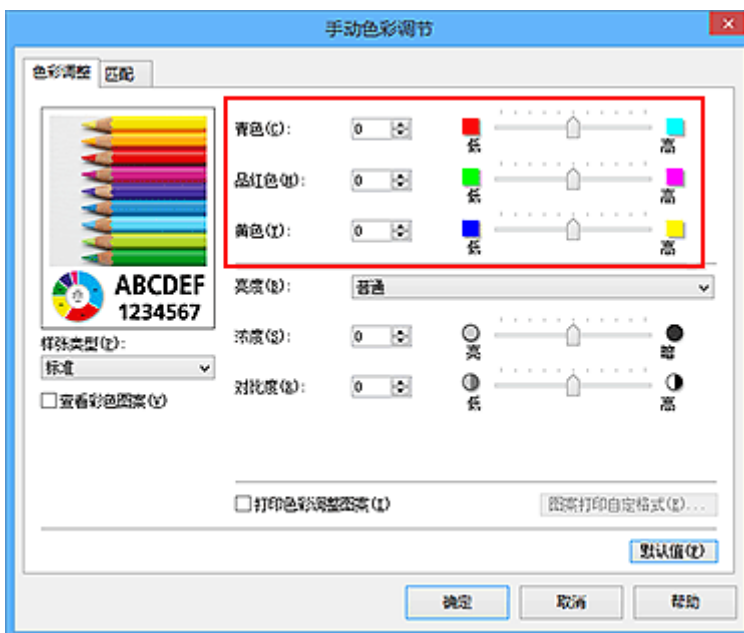 手动色彩调节
色彩调整 匹配
青色(C): 0 低 高
品红色(M): 0 低 高
黄色(Y): 0 低 高
ABCDEF
1234567
亮度(B): 普通
样张类型(P):
标准
浓度(S): 0 亮 暗
查看彩色图案(V)
对比度(R): 0 低 高
打印色彩调整图案(I) 图案打印自定格式(E)...
默认值(F)
确定 取消 帮助